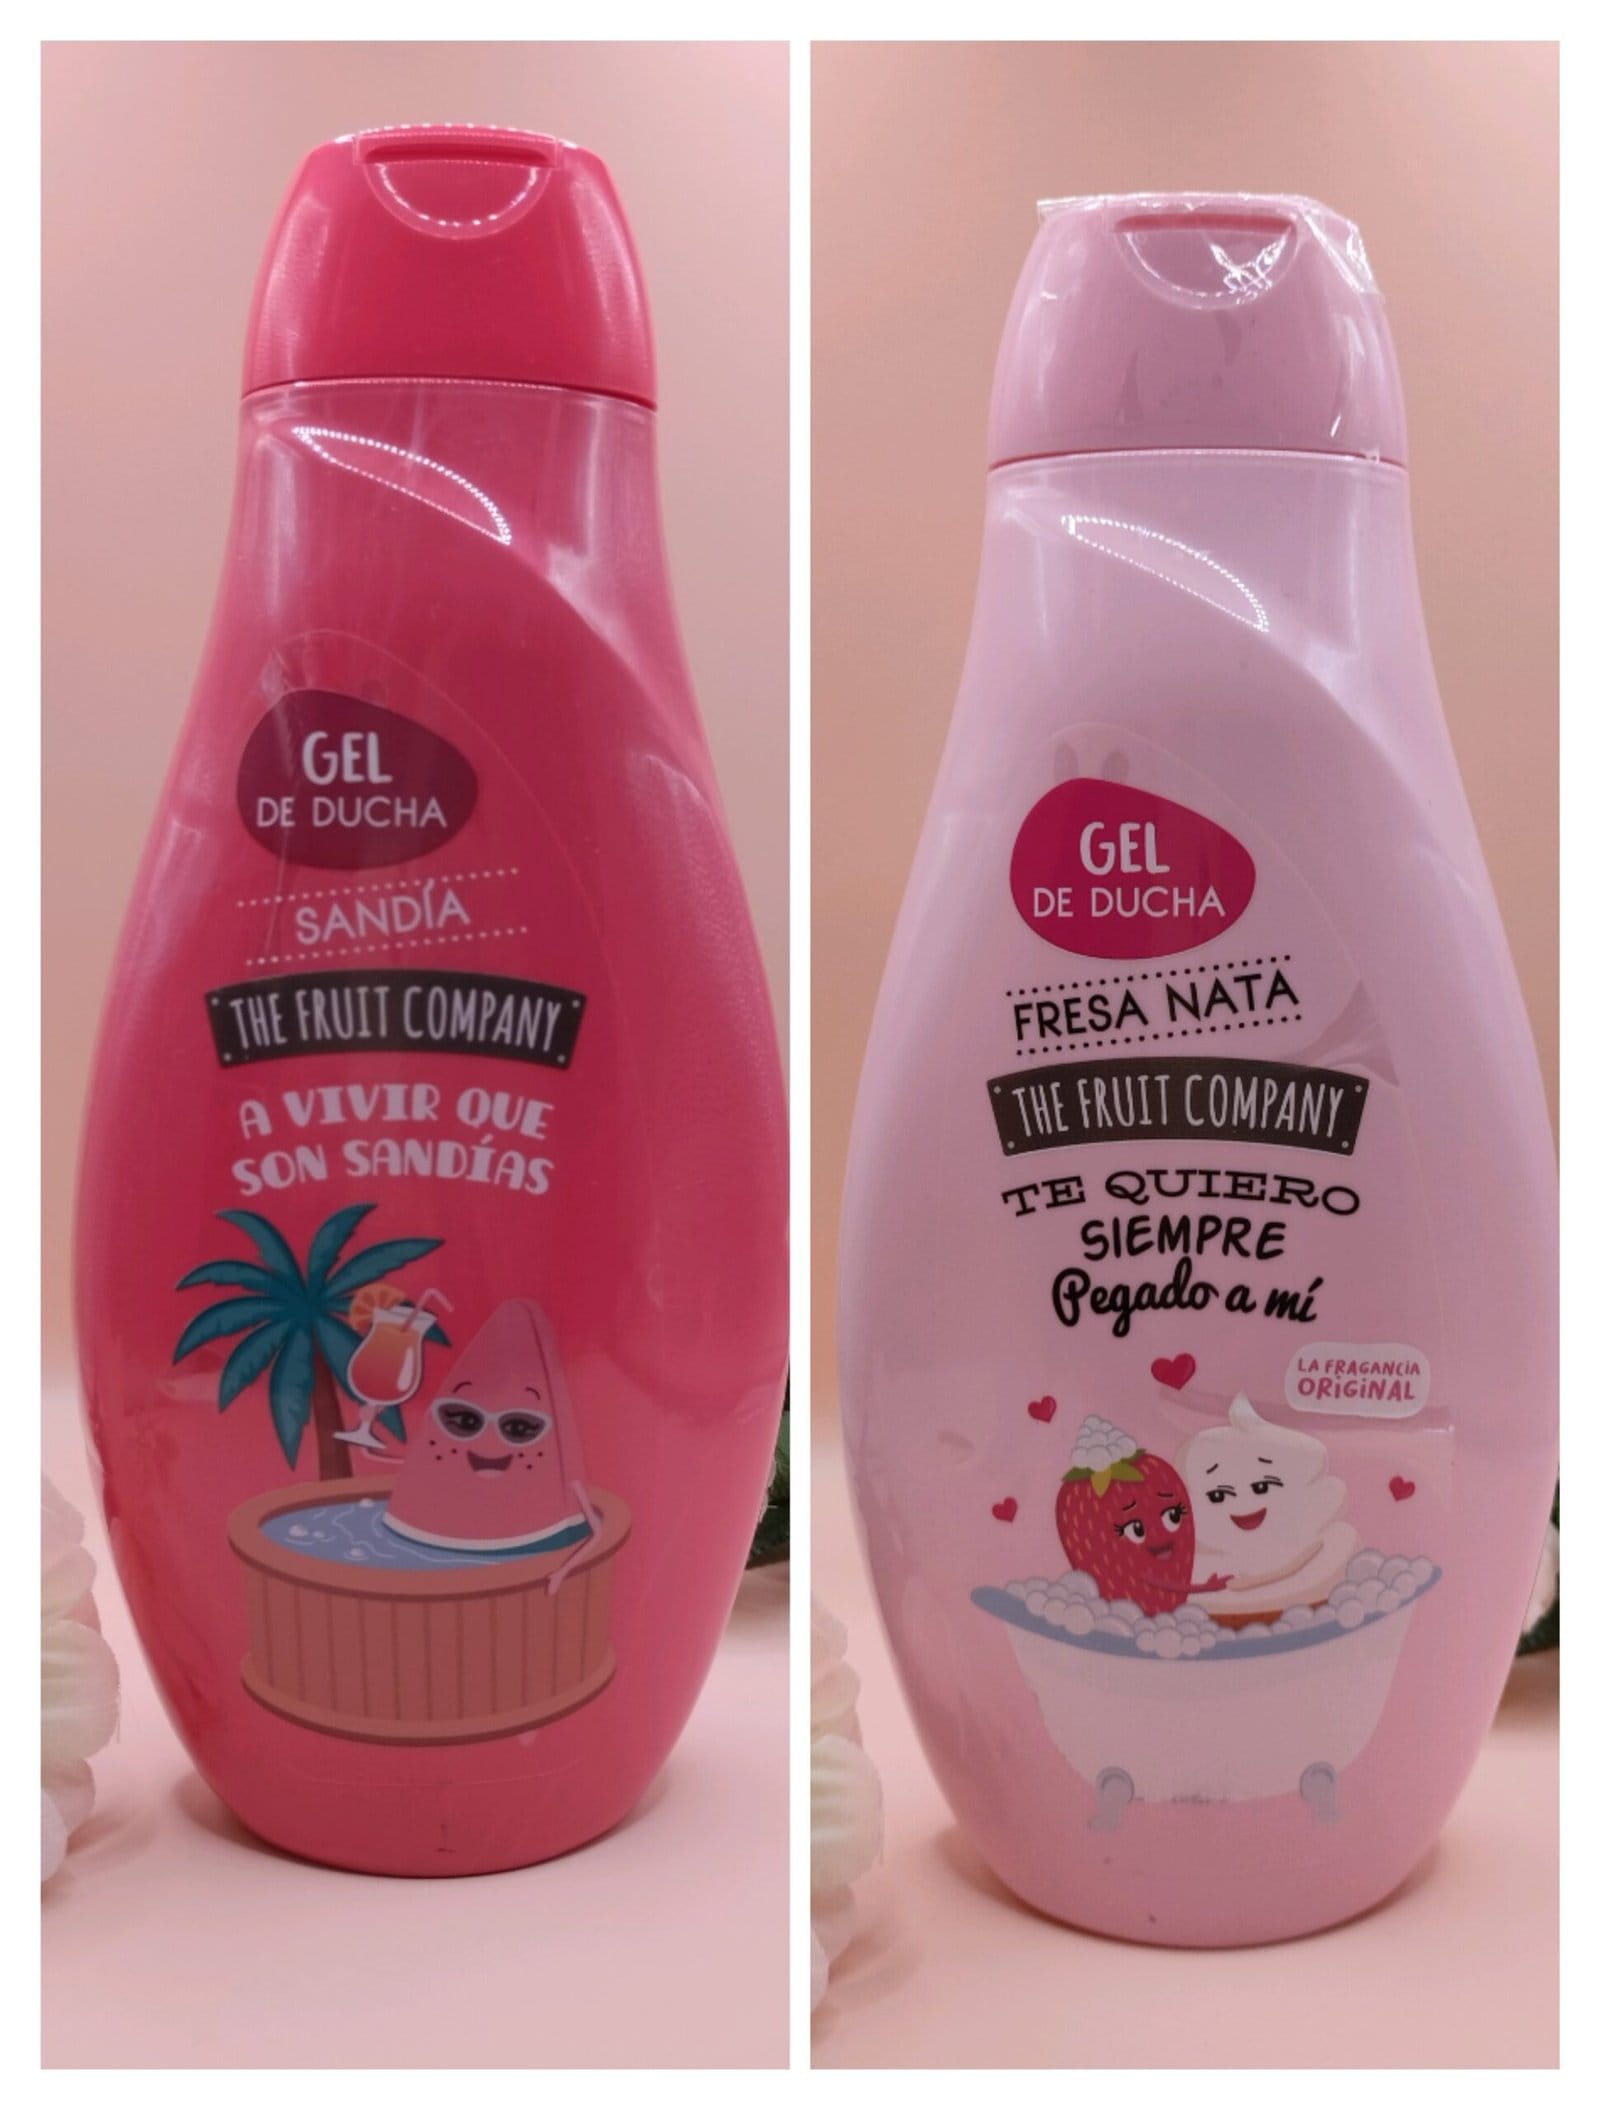 GEL
DE DUCHA
SANDÍA
THE FRUIT COMPANY
A VIVIR QUE
SON SANDÍAS
GEL
DE DUCHA
FRESA NATA
THE FRUIT COMPANY
TE QUIERO
SIEMPRE
Pegado a mí
LA FRAGANCIA
ORIGINAL